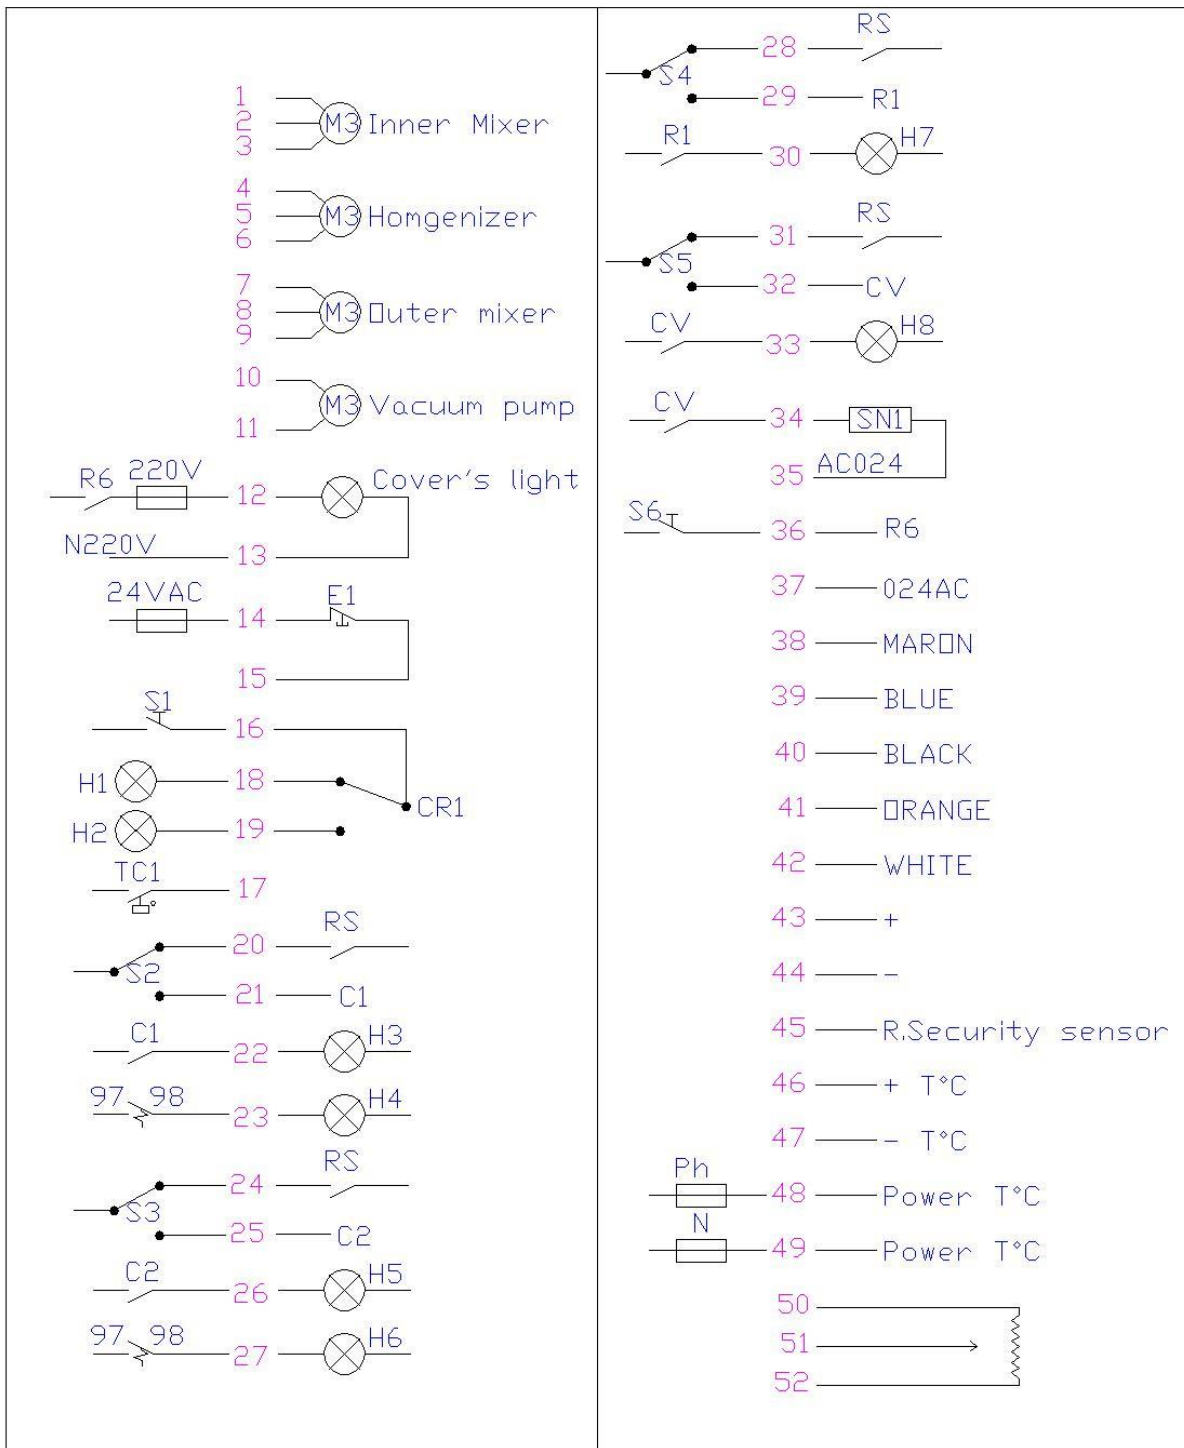 1
2 M3 Inner Mixer
3
4
5 M3 Homgenizer
6
7
8 M3 Outer mixer
9
10
M3 Vacuum pump
11
R6 220V 12 Cover's light
N220V 13
24VAC 14 E1
15
S1 16
H1 18
CR1
H2 19
TC1 17
20 RS
S2
21 C1
C1 22 H3
97 98 23 H4
24 RS
S3
25 C2
C2 26 H5
97 98 27 H6
28 RS
S4
29 R1
R1 30 H7
31 RS
S5
32 CV
CV 33 H8
CV 34 SN1
35 AC024
S6 36 R6
37 024AC
38 MARON
39 BLUE
40 BLACK
41 ORANGE
42 WHITE
43 +
44 -
45 R.Security sensor
46 + T°C
47 - T°C
Ph 48 Power T°C
N 49 Power T°C
50
51
52